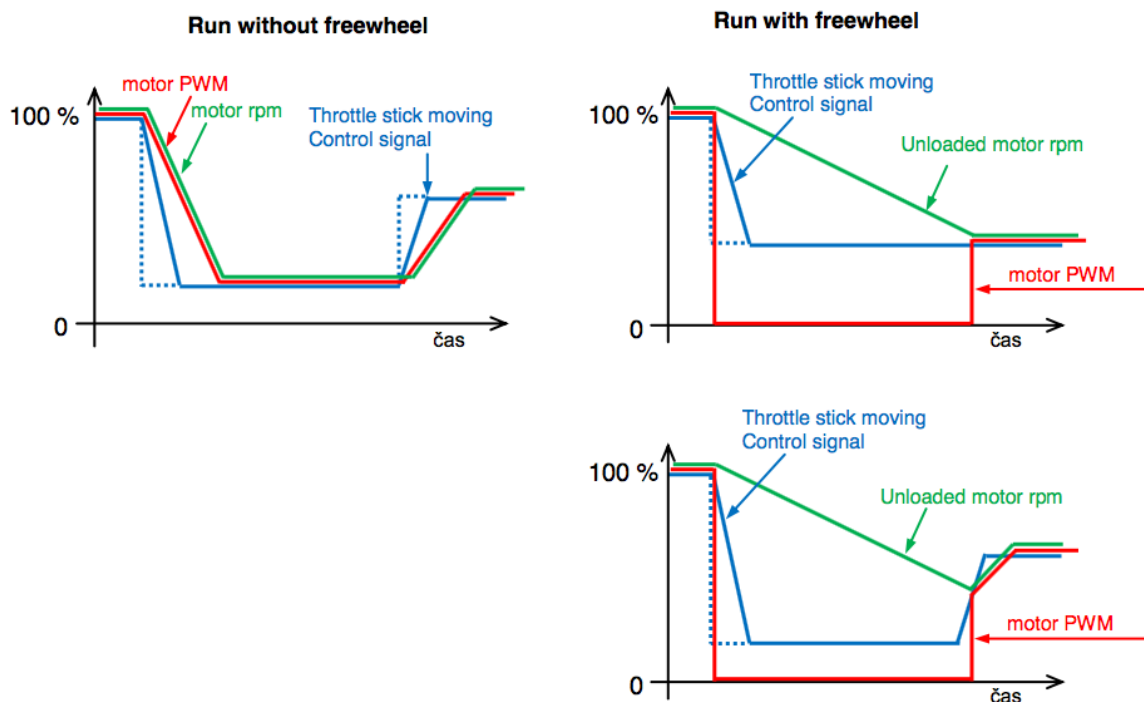 Run without freewheel
motor PWM
motor rpm
Throttle stick moving
Control signal
100 %
0
čas
Run with freewheel
Throttle stick moving
Control signal
100 %
Unloaded motor rpm
motor PWM
0
čas
Throttle stick moving
Control signal
100 %
Unloaded motor rpm
motor PWM
0
čas